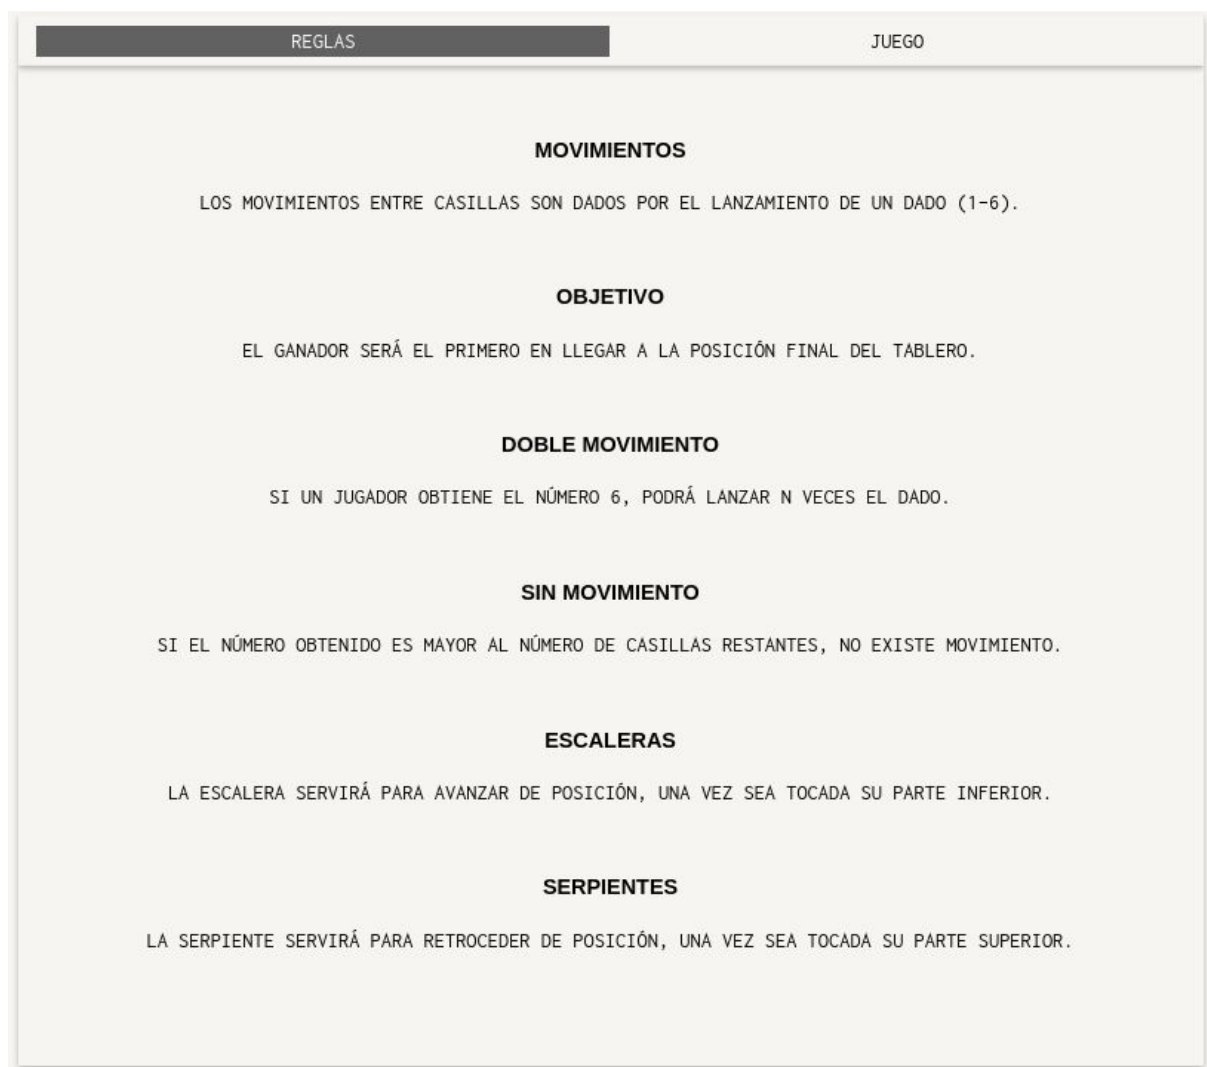 REGLAS
JUEGO
MOVIMIENTOS
LOS MOVIMIENTOS ENTRE CASILLAS SON DADOS POR EL LANZAMIENTO DE UN DADO (1-6).
OBJETIVO
EL GANADOR SERÁ EL PRIMERO EN LLEGAR A LA POSICIÓN FINAL DEL TABLERO.
DOBLE MOVIMIENTO
SI UN JUGADOR OBTIENE EL NÚMERO 6, PODRÁ LANZAR N VECES EL DADO.
SIN MOVIMIENTO
SI EL NÚMERO OBTENIDO ES MAYOR AL NÚMERO DE CASILLAS RESTANTES, NO EXISTE MOVIMIENTO.
ESCALERAS
LA ESCALERA SERVIRÁ PARA AVANZAR DE POSICIÓN, UNA VEZ SEA TOCADA SU PARTE INFERIOR.
SERPIENTES
LA SERPIENTE SERVIRÁ PARA RETROCEDER DE POSICIÓN, UNA VEZ SEA TOCADA SU PARTE SUPERIOR.